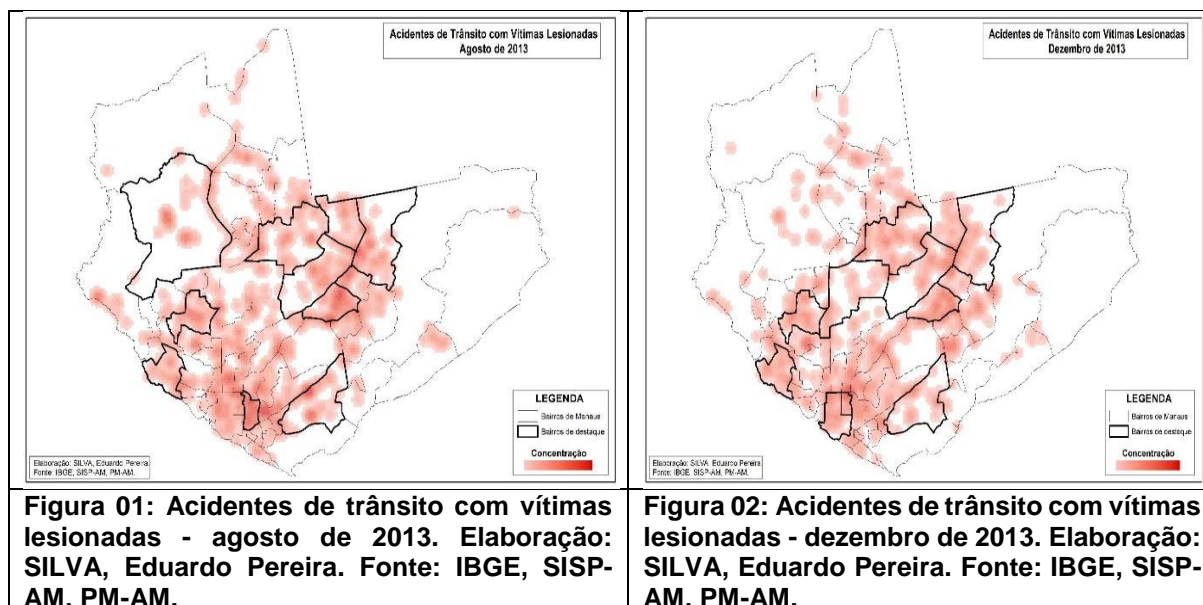 Acidentes de Trânsito com Vítimas Lesionadas
Agosto de 2013
LEGENDA
Bairros de Manaus
Bairros de destaque
Concentração
Elaboração: SILVA, Eduardo Pereira.
Fonte: IBGE, SISP-AM, PM-AM.
Figura 01: Acidentes de trânsito com vítimas
lesionadas - agosto de 2013. Elaboração:
SILVA, Eduardo Pereira. Fonte: IBGE, SISP-
AM, PM-AM.
Acidentes de Trânsito com Vítimas Lesionadas
Dezembro de 2013
LEGENDA
Bairros de Manaus
Bairros de destaque
Concentração
Elaboração: SILVA, Eduardo Pereira
Fonte: IBGE, SISP-AM, PM-AM.
Figura 02: Acidentes de trânsito com vítimas
lesionadas - dezembro de 2013. Elaboração:
SILVA, Eduardo Pereira. Fonte: IBGE, SISP-
AM, PM-AM.